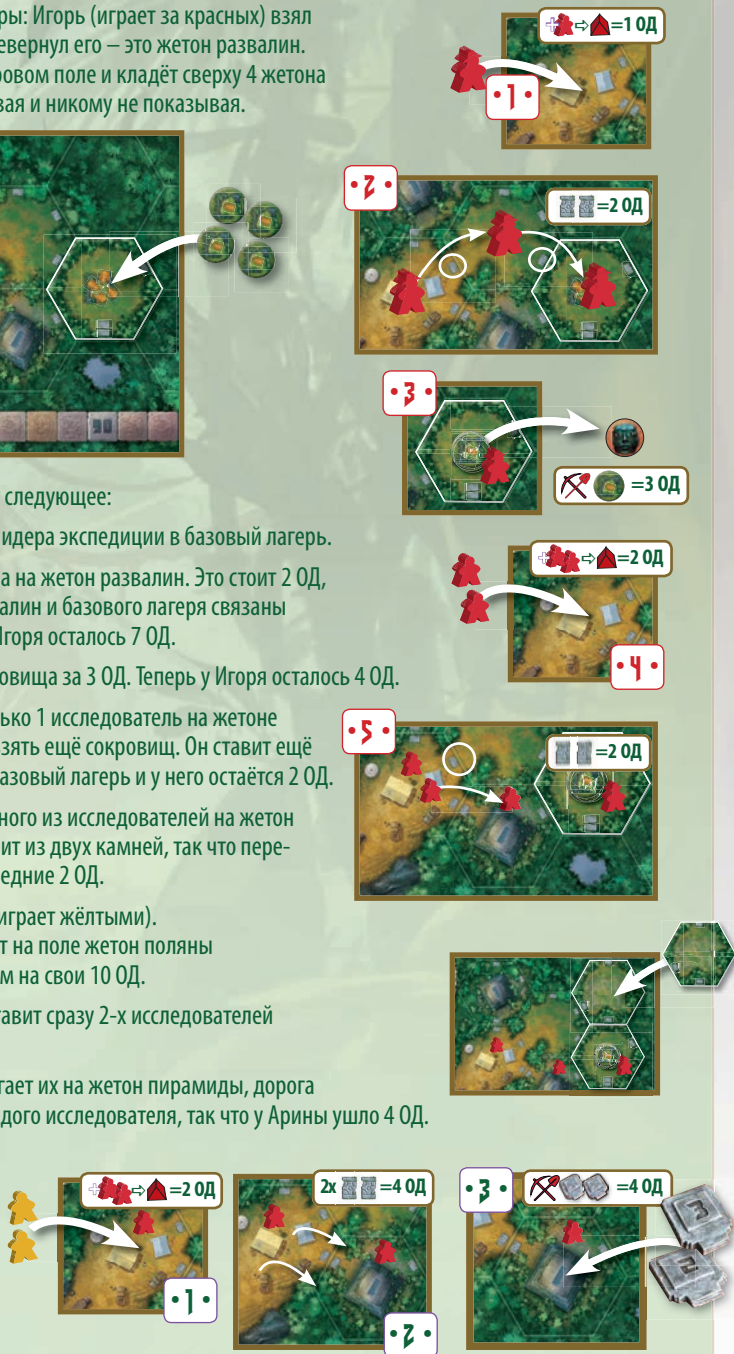 ры: Игорь (играет за красных) взял
евернул его – это жетон развалин.
ровом поле и кладёт сверху 4 жетона
вая и никому не показывая.
=1 ОД
• 1 •
• 2 •
=2 ОД
• 3 •
=3 ОД
следующее:
идера экспедиции в базовый лагерь.
а на жетон развалин. Это стоит 2 ОД,
алин и базового лагеря связаны
Игоря осталось 7 ОД.
=2 ОД
• 4 •
овища за 3 ОД. Теперь у Игоря осталось 4 ОД.
ько 1 исследователь на жетоне
взять ещё сокровищ. Он ставит ещё
азовый лагерь и у него остаётся 2 ОД.
• 5 •
=2 ОД
ного из исследователей на жетон
ит из двух камней, так что пере-
едние 2 ОД.
играет жёлтыми).
т на поле жетон поляны
м на свои 10 ОД.
тавит сразу 2-х исследователей
гает их на жетон пирамиды, дорога
дого исследователя, так что у Арины ушло 4 ОД.
=2 ОД
• 1 •
2x =4 ОД
• 2 •
• 3 •
=4 ОД
3
2